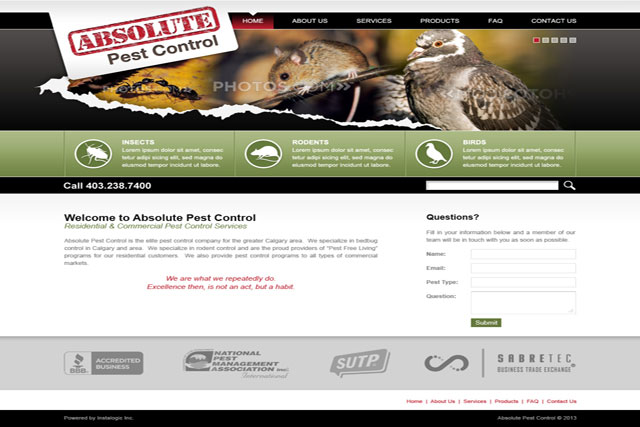 ABSOLUTE
Pest Control
HOME
ABOUT US
SERVICES
PRODUCTS
FAQ
CONTACT US
PHOTOS.COM>>
PHOTOS
INSECTS
Lorem ipsum dolor sit amet, consec
tetur adipi sicing elit, sed magna do
eiusmod tempor incidunt ut labore.
RODENTS
Lorem ipsum dolor sit amet, consec
tetur adipi sicing elit, sed magna do
eiusmod tempor incidunt ut labore.
BIRDS
Lorem ipsum dolor sit amet, consec
tetur adipi sicing elit, sed magna do
eiusmod tempor incidunt ut labore.
Call 403.238.7400
Welcome to Absolute Pest Control
Residential & Commercial Pest Control Services
Absolute Pest Control is the elite pest control company for the greater Calgary area. We specialize in bedbug
control in Calgary and area. We specialize in rodent control and are the proud providers of "Pest Free Living"
programs for our residential customers. We also provide pest control programs to all types of commercial
markets.
We are what we repeatedly do.
Excellence then, is not an act, but a habit.
Questions?
Fill in your information below and a member of our
team will be in touch with you as soon as possible.
Name:
Email:
Pest Type:
Question:
Submit
BBB
ACCREDITED
BUSINESS
NATIONAL
PEST
MANAGEMENT
ASSOCIATION
International
SUTP
SABRETEC
BUSINESS TRADE EXCHANGE
Home | About Us | Services | Products | FAQ | Contact Us
Powered by Instalogix Inc.
Absolute Pest Control © 2013